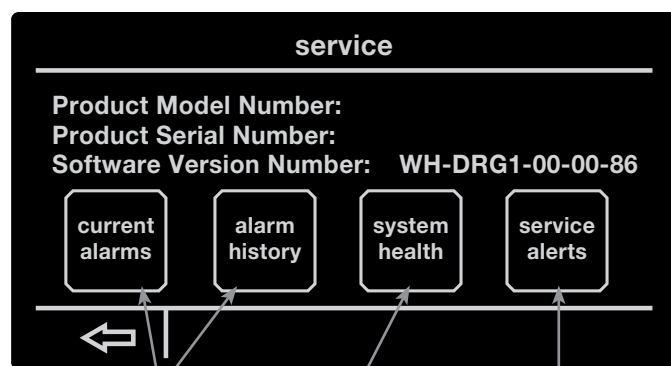 service
Product Model Number:
Product Serial Number:
Software Version Number: WH-DRG1-00-00-86
current alarms
alarm history
system health
service alerts